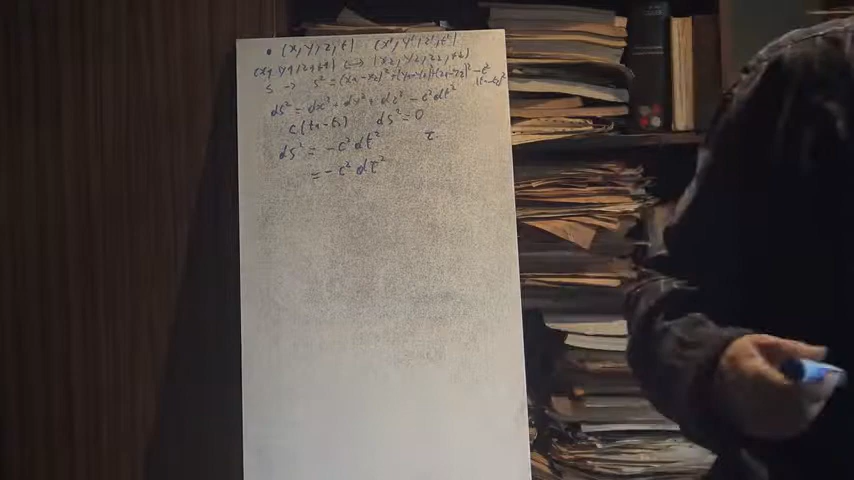 • (x, y, z, t) (x', y', z', t')
(x₁, y₁, z₁, t₁) ⟷ (x₂, y₂, z₂, t₂)
s → s² = (x₁-x₂)² + (y₁-y₂)² + (z₁-z₂)² - c² (t₁-t₂)²
ds² = dx² + dy² + dz² - c² dt²
c(t₁-t₂) ds² = 0
ds² = -c² dt² τ
= -c² dτ²